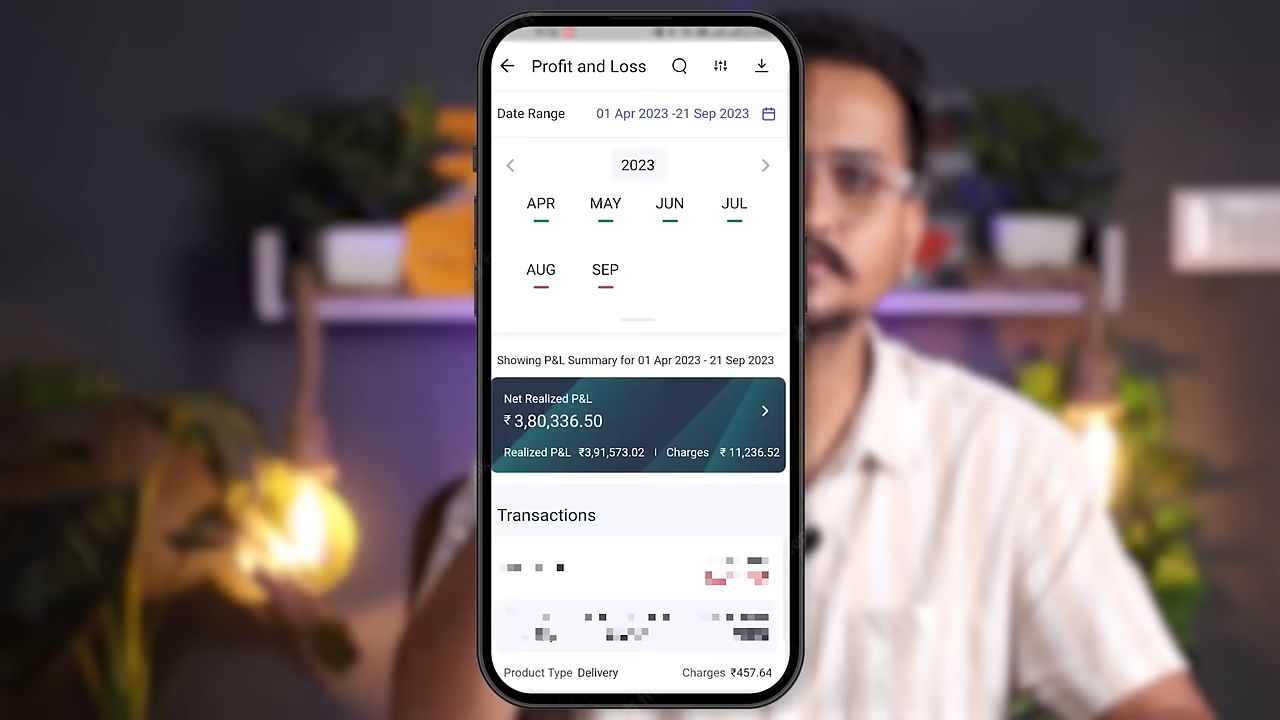 Profit and Loss
Date Range 01 Apr 2023 -21 Sep 2023
2023
APR MAY JUN JUL
AUG SEP
Showing P&L Summary for 01 Apr 2023 - 21 Sep 2023
Net Realized P&L
₹ 3,80,336.50
Realized P&L ₹3,91,573.02 | Charges ₹ 11,236.52
Transactions
Product Type Delivery Charges ₹457.64